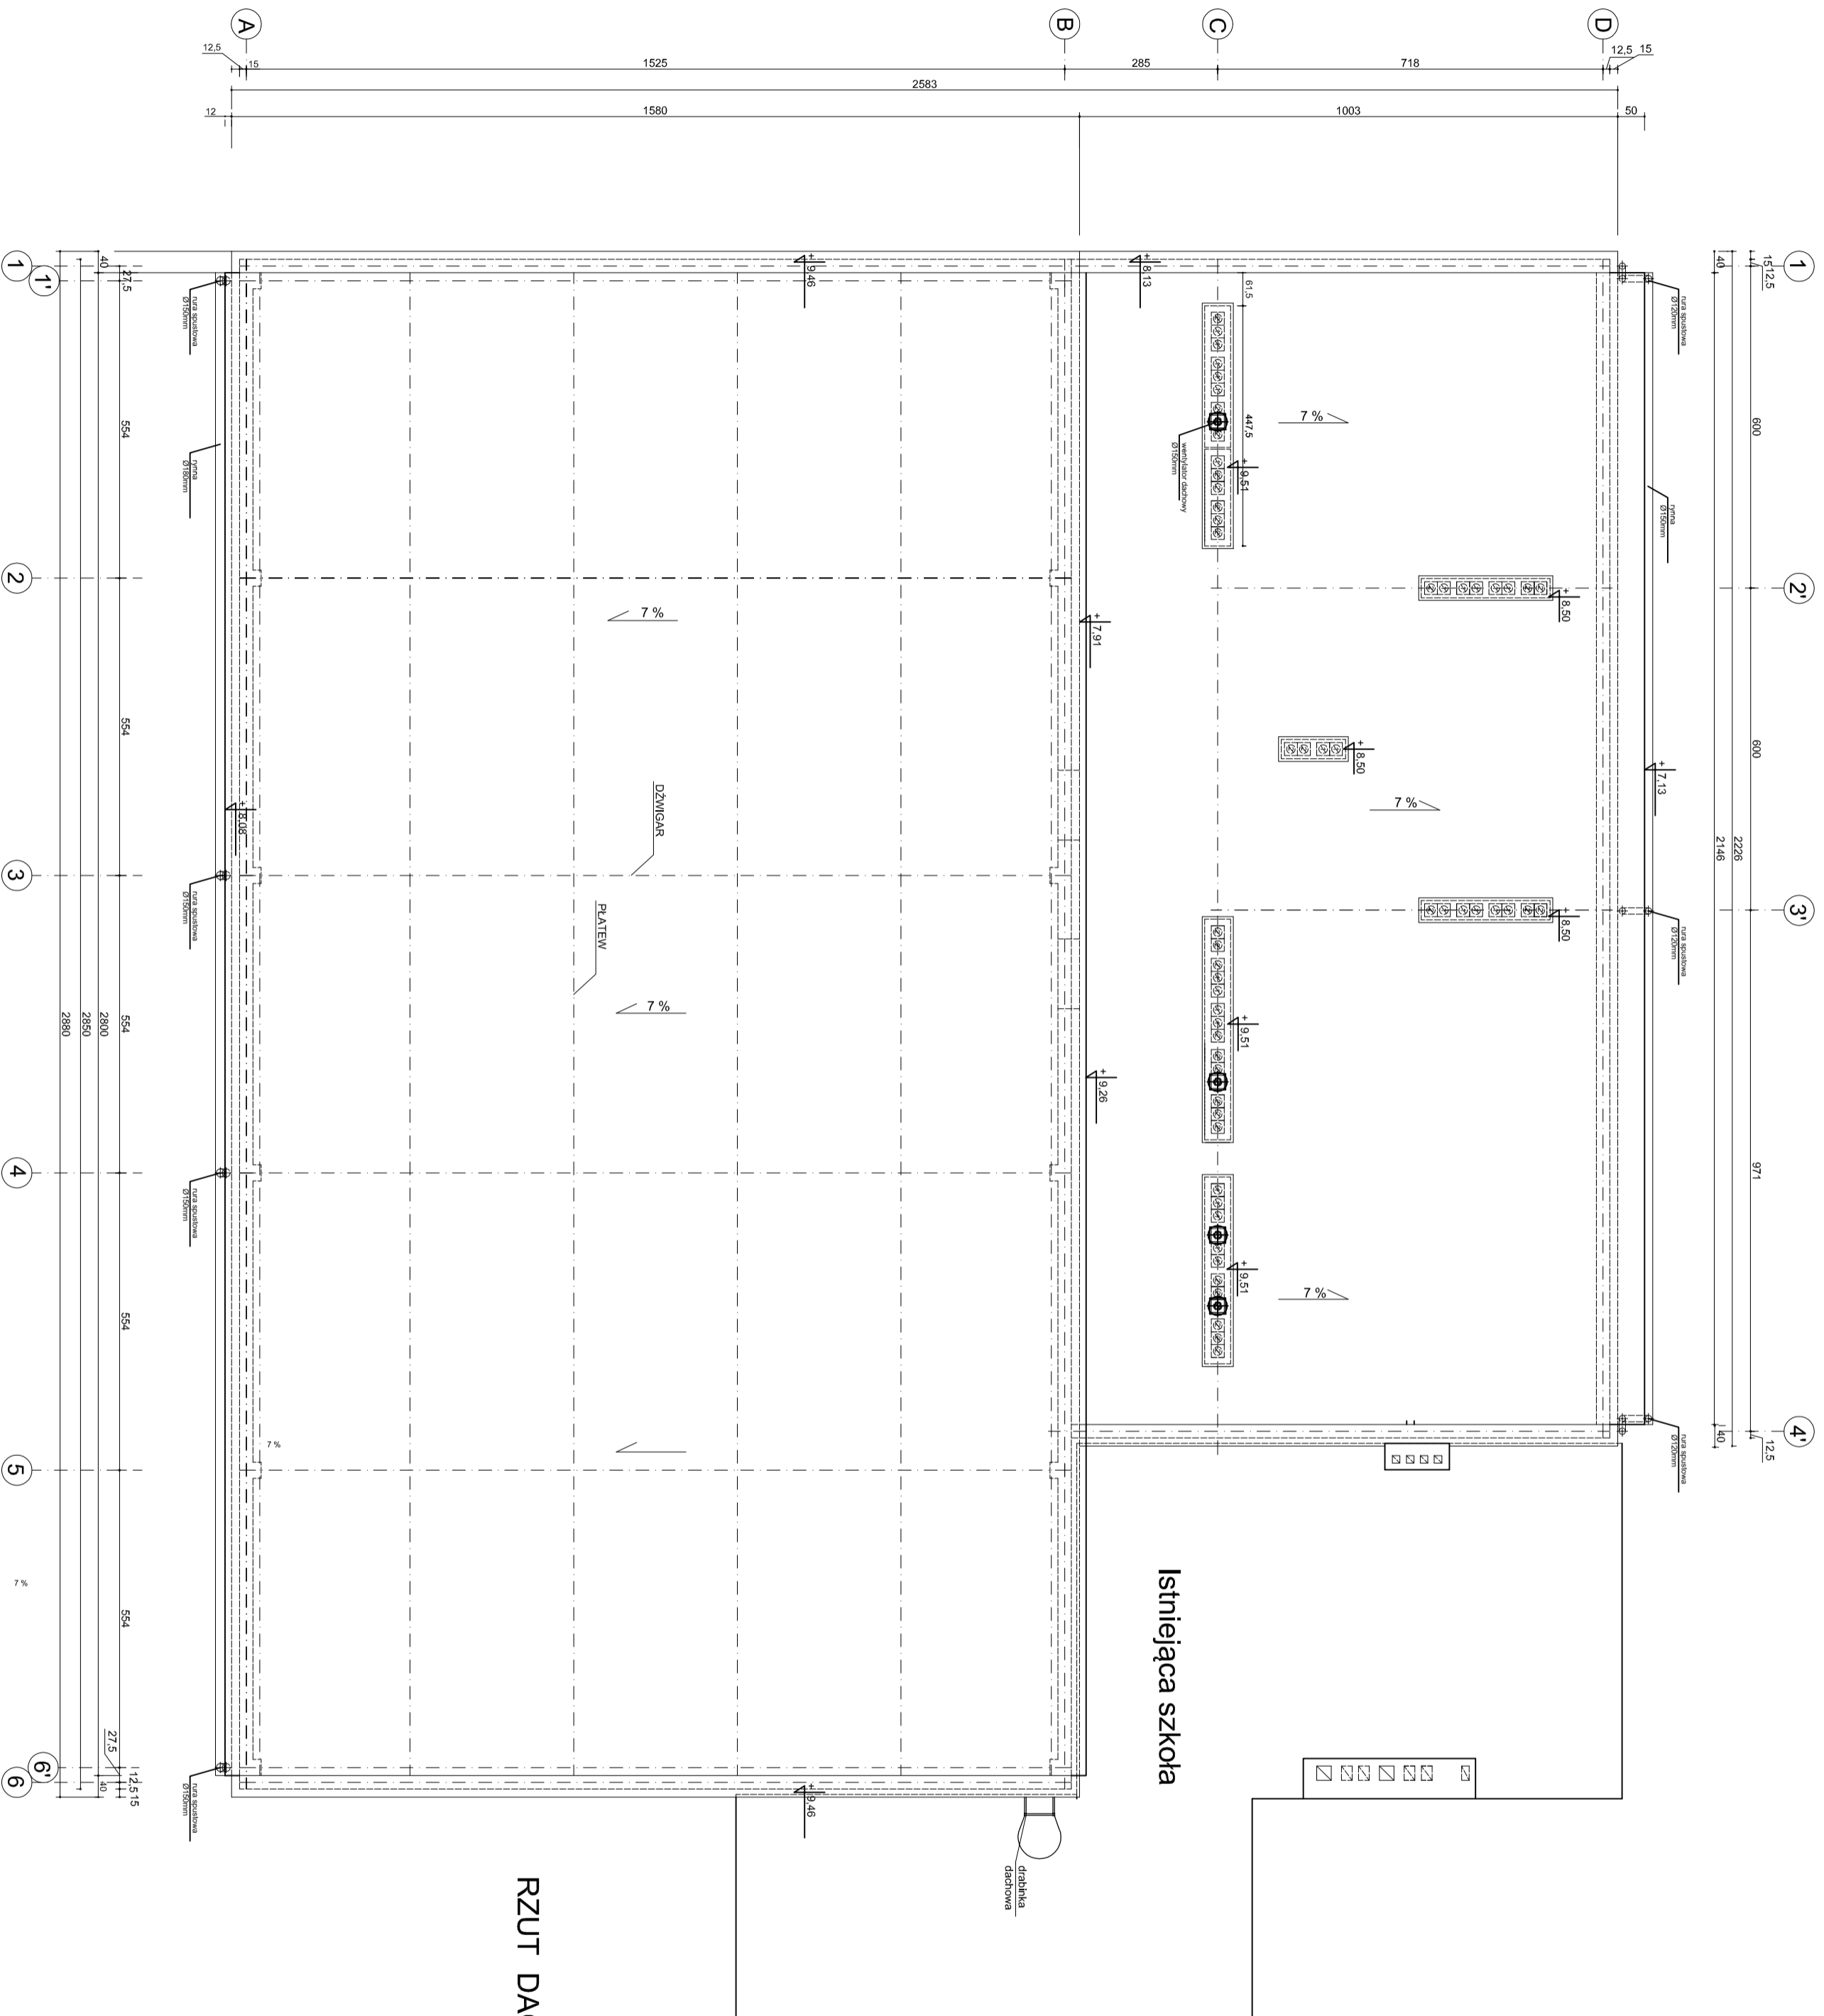 A
B
C
D
12,5
15
1525
285
718
12,5
15
2583
12
1580
1003
50
1
1'
2
3
4
5
6'
6
40
27,5
554
554
554
554
554
2800
2850
2880
27,5
40
12,5
15
7 %
7 %
rura spustowa
Ø150mm
rynna
Ø180mm
rura spustowa
Ø150mm
rura spustowa
Ø150mm
rura spustowa
Ø150mm
+ 8,08
+ 9,46
+ 8,13
7 %
+ 7,91
DŹWIGAR
PŁATEW
7 %
+ 9,26
+ 9,46
61,5
447,5
wentylator dachowy
Ø150mm
+ 9,51
7 %
+ 8,50
+ 8,50
7 %
+ 8,50
+ 9,51
+ 9,51
7 %
1
2'
3'
4'
15
12,5
40
600
600
971
2226
2146
40
12,5
rura spustowa
Ø120mm
rynna
Ø150mm
+ 7,13
rura spustowa
Ø120mm
rura spustowa
Ø120mm
Istniejąca szkoła
drabinka
dachowa
RZUT DA